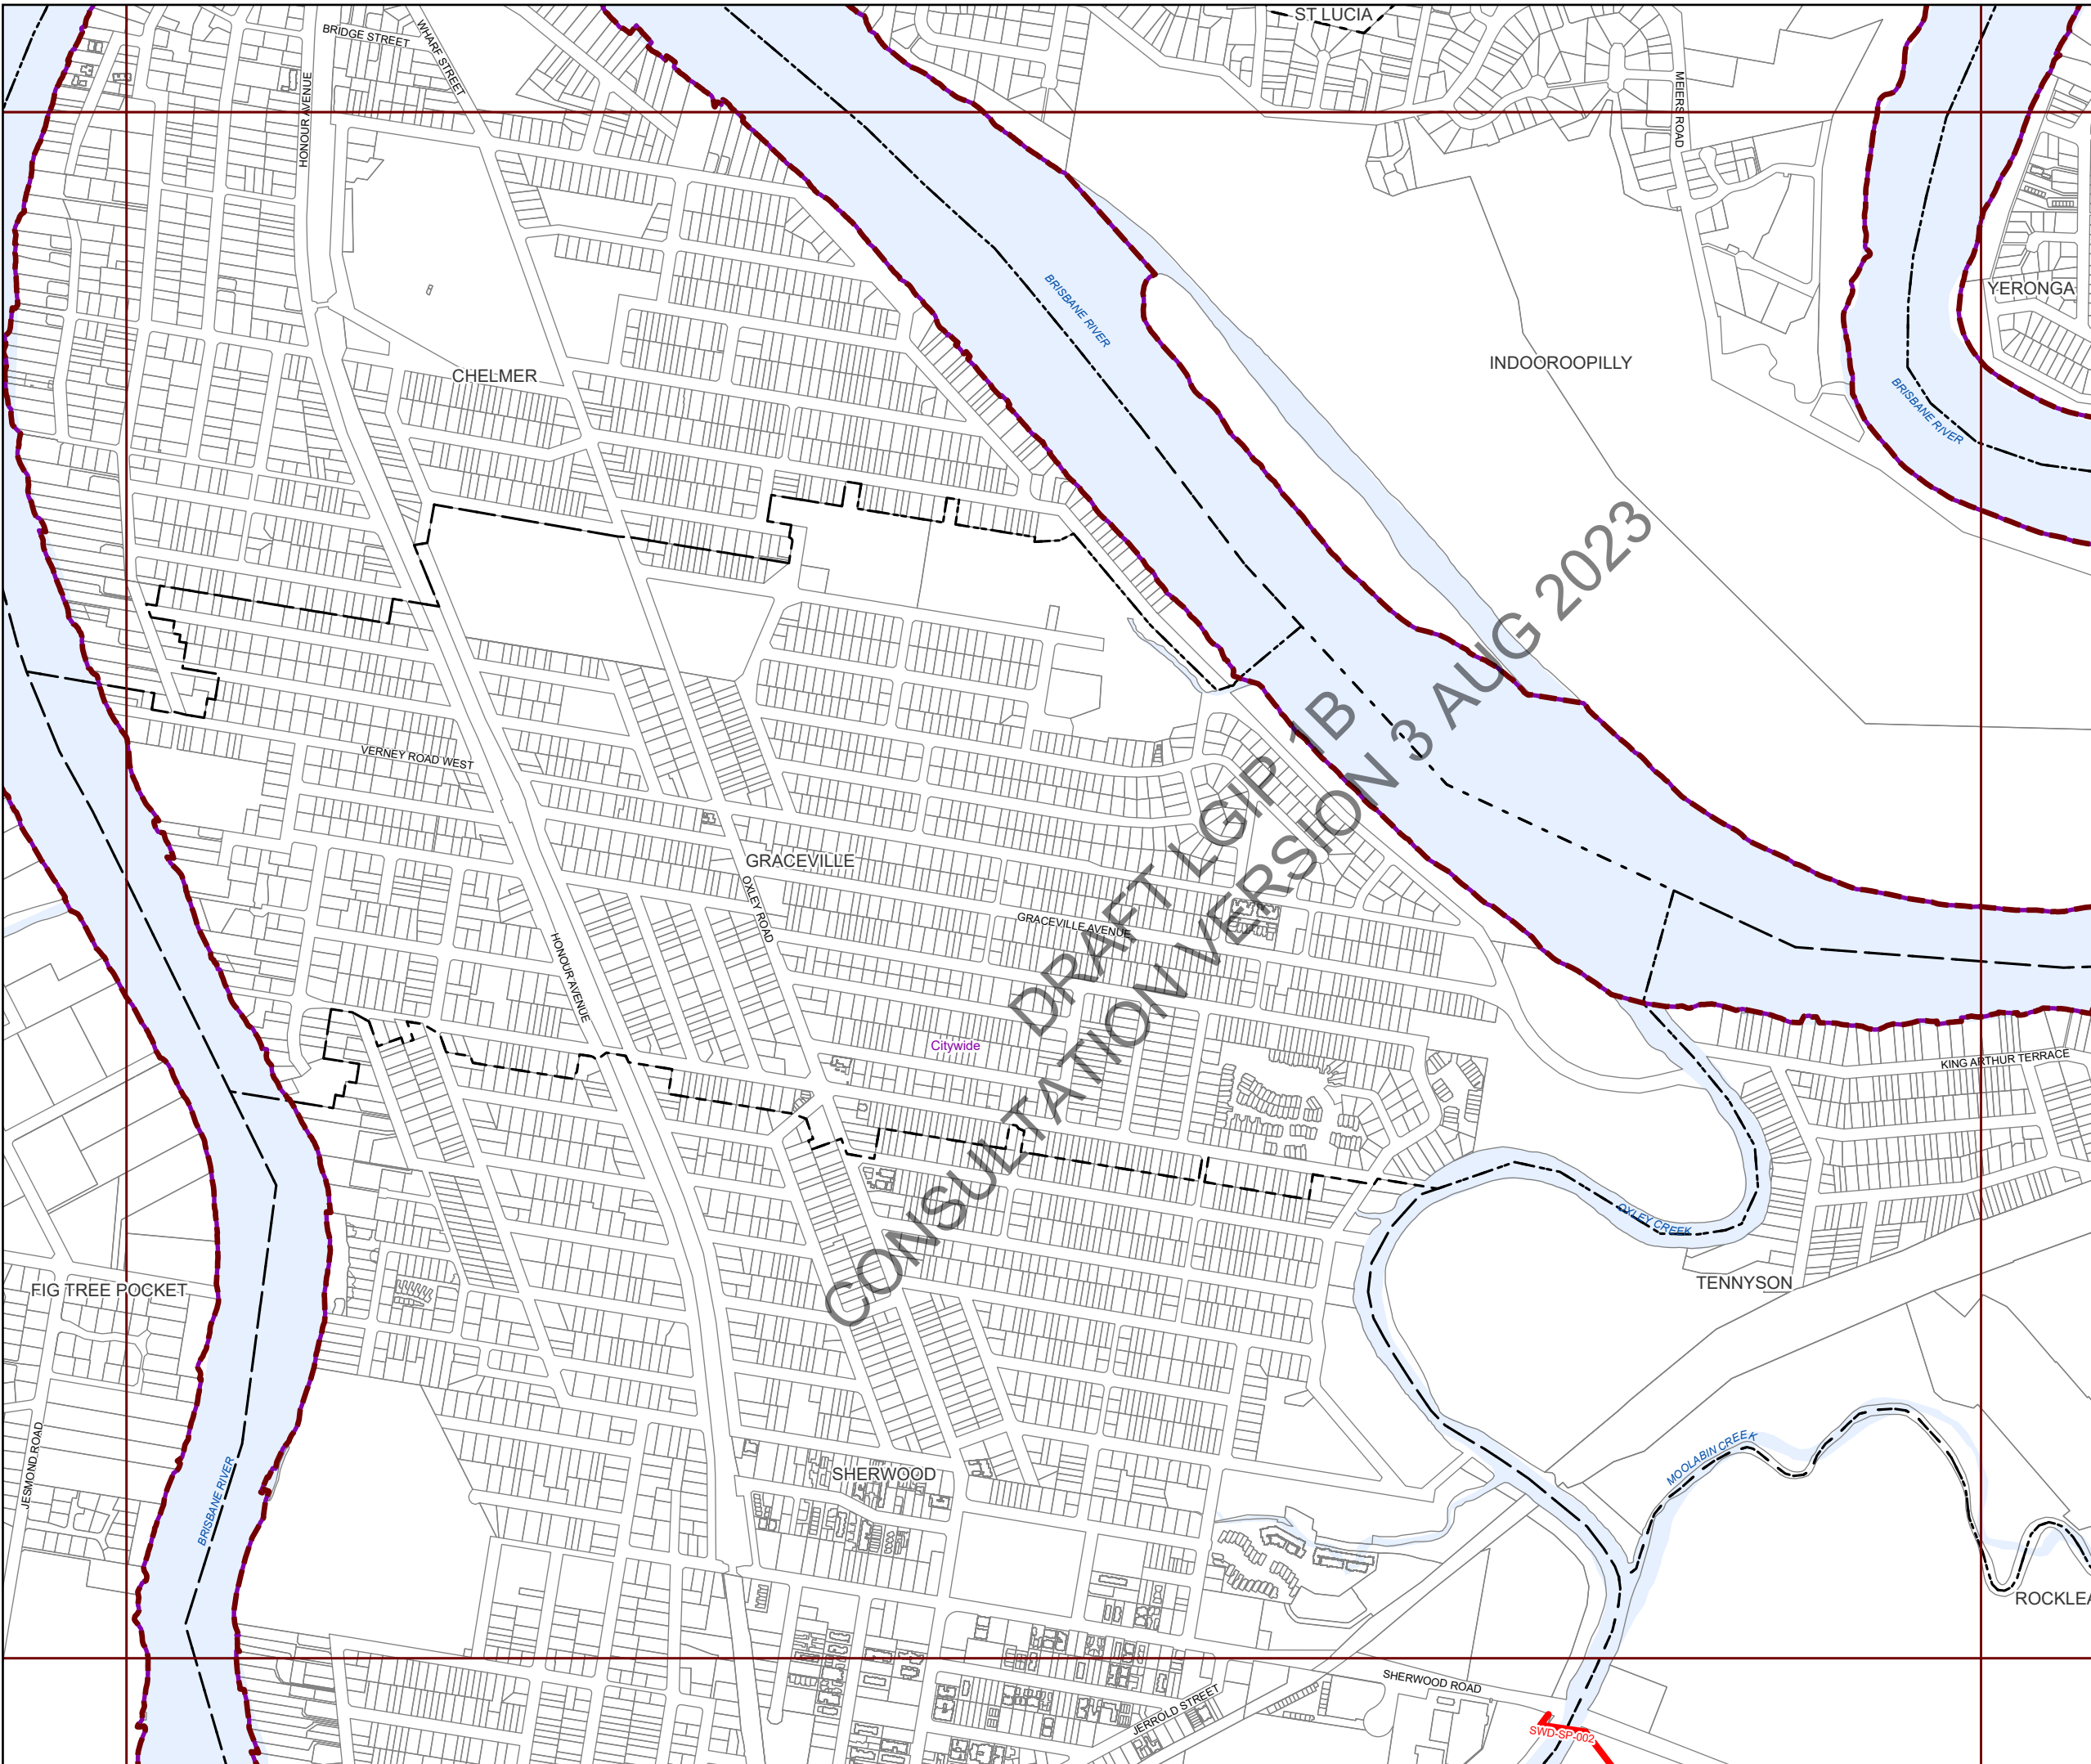 ST LUCIA
BRIDGE STREET
WHARF STREET
HONOUR AVENUE
MEIERS ROAD
YERONGA
BRISBANE RIVER
INDOOROOPILLY
CHELMER
BRISBANE RIVER
VERNEY ROAD WEST
GRACEVILLE
OXLEY ROAD
GRACEVILLE AVENUE
HONOUR AVENUE
Citywide
DRAFT LGIP 1B
CONSULTATION VERSION 3 AUG 2023
KING ARTHUR TERRACE
OXLEY CREEK
TENNYSON
FIG TREE POCKET
JESMOND ROAD
BRISBANE RIVER
MOOLABIN CREEK
SHERWOOD
ROCKLEA
SHERWOOD ROAD
JERROLD STREET
SWD-SP-002